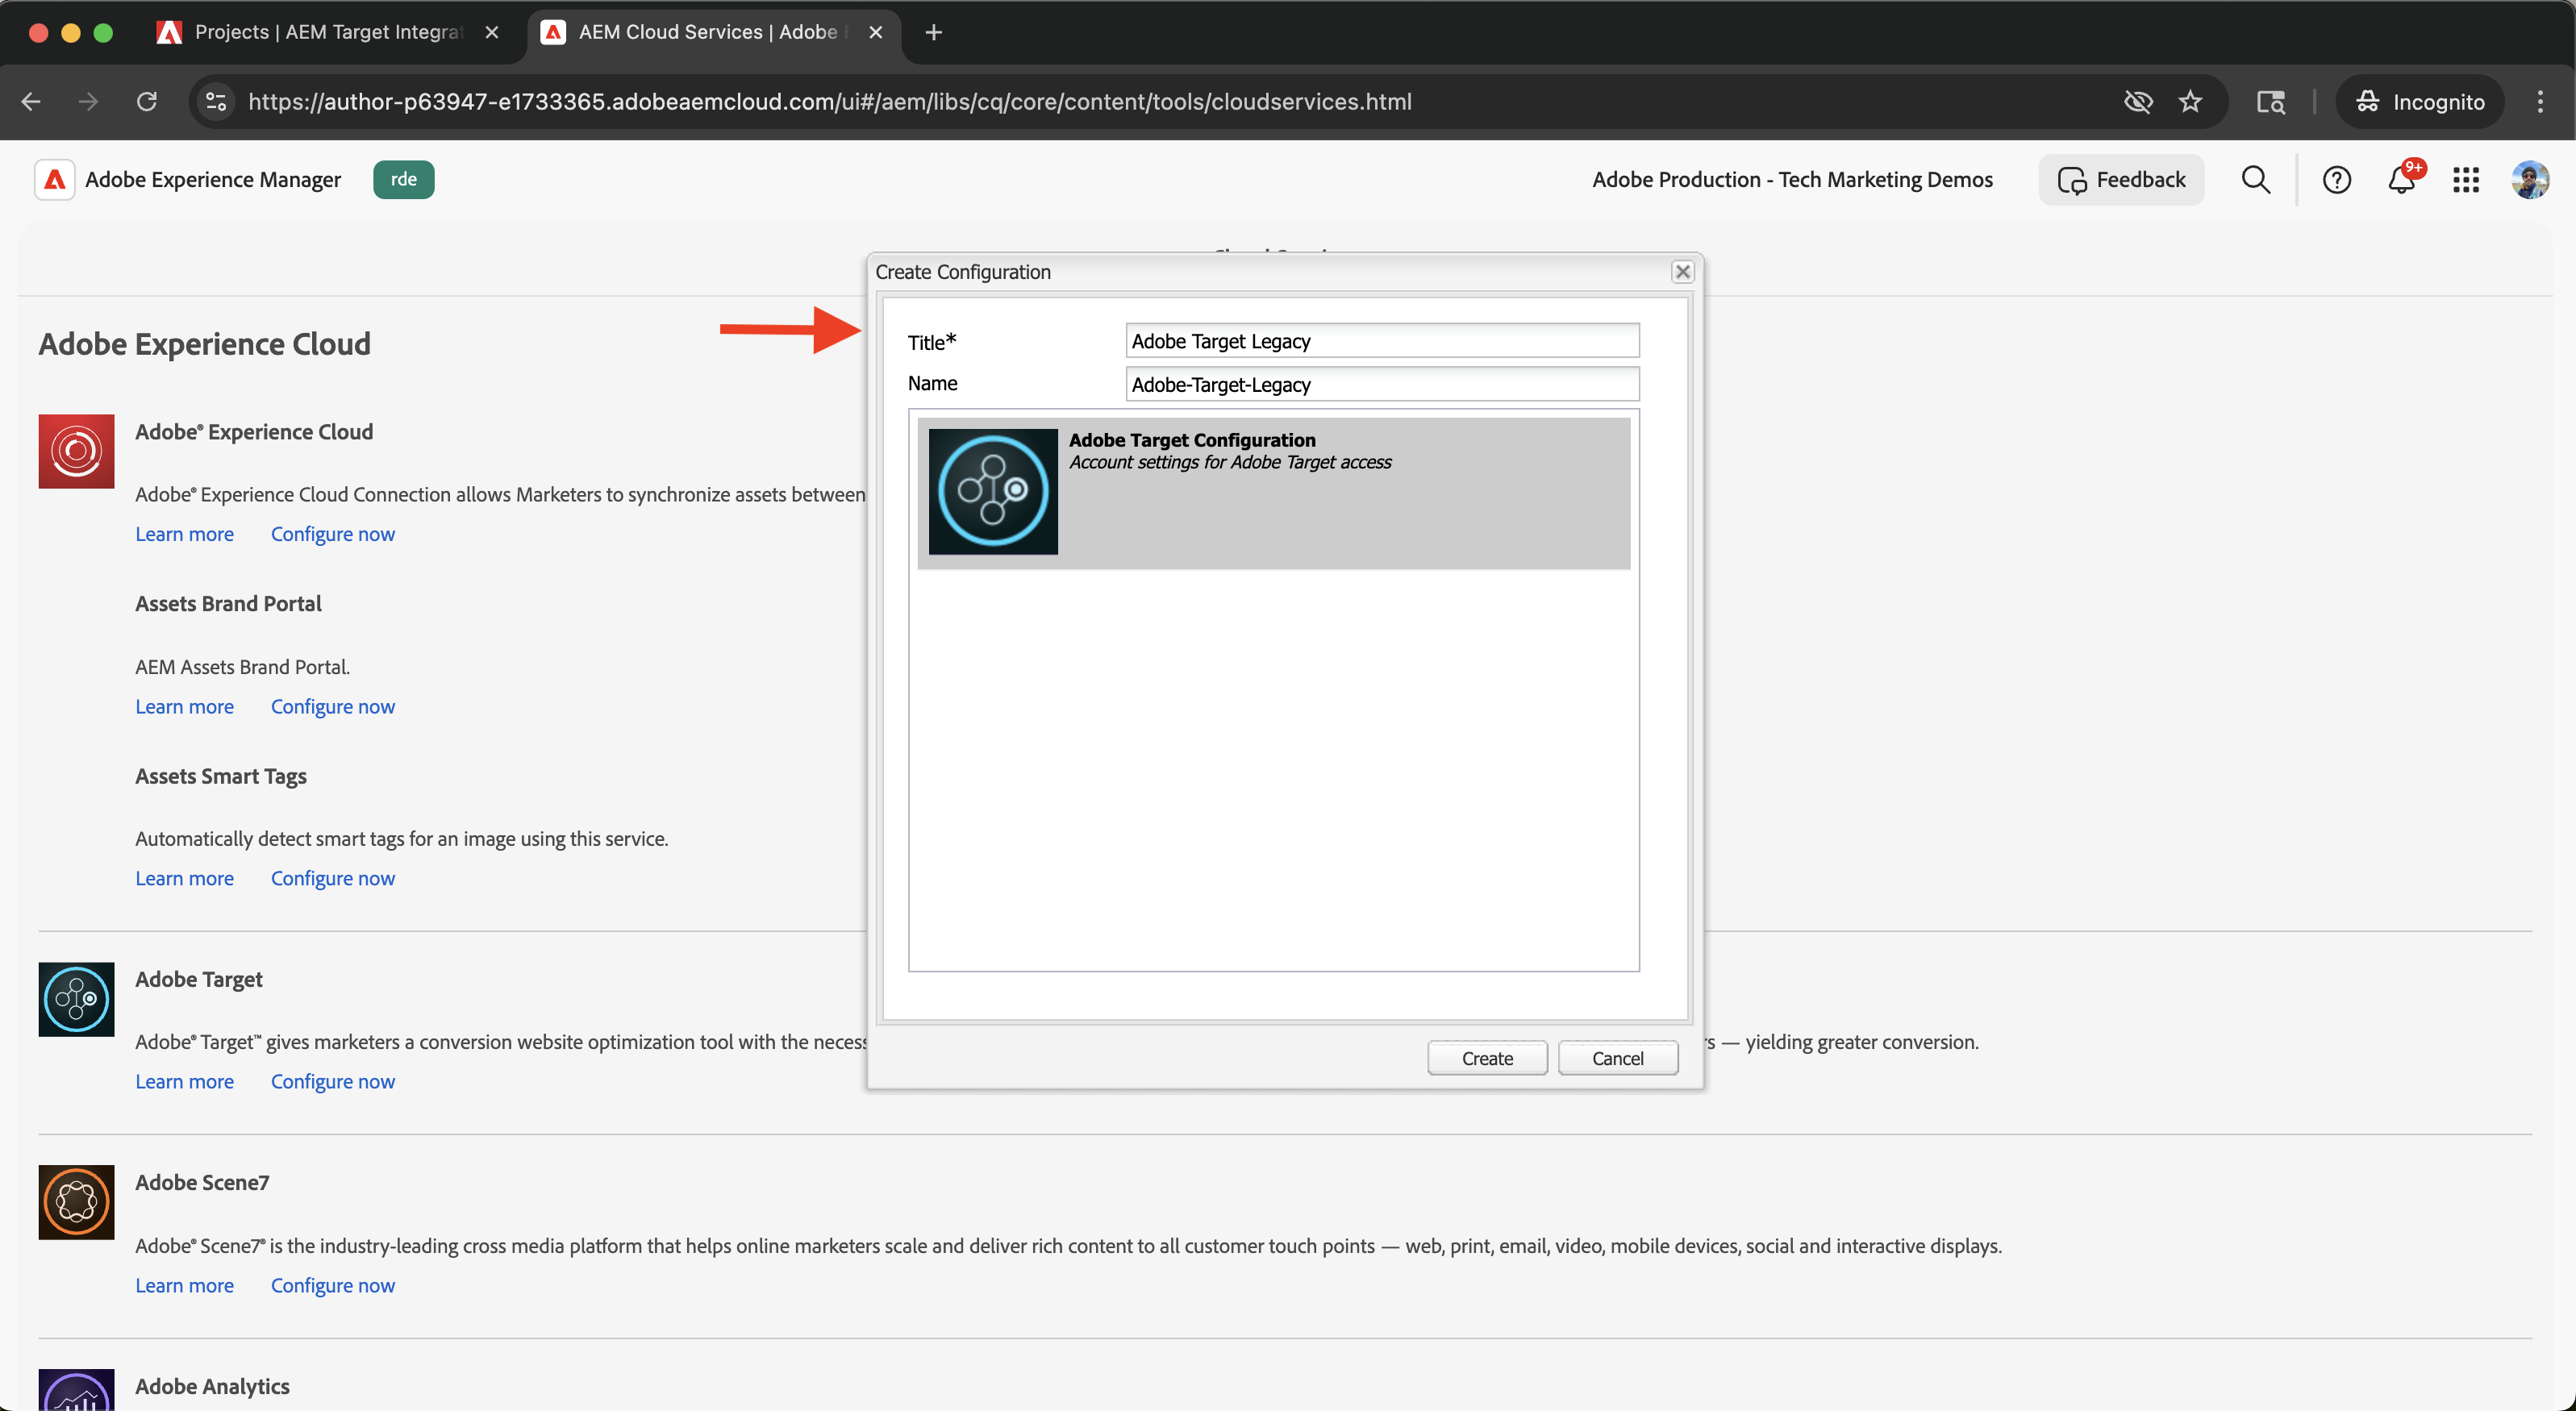 Projects | AEM Target Integrat
AEM Cloud Services | Adobe
https://author-p63947-e1733365.adobeaemcloud.com/ui#/aem/libs/cq/core/content/tools/cloudservices.html
Incognito
Adobe Experience Manager
rde
Adobe Production - Tech Marketing Demos
Feedback
9+
Create Configuration
Title*
Adobe Target Legacy
Name
Adobe-Target-Legacy
Adobe Target Configuration
Account settings for Adobe Target access
Create
Cancel
Adobe Experience Cloud
Adobe® Experience Cloud
Adobe® Experience Cloud Connection allows Marketers to synchronize assets between
Learn more Configure now
Assets Brand Portal
AEM Assets Brand Portal.
Learn more Configure now
Assets Smart Tags
Automatically detect smart tags for an image using this service.
Learn more Configure now
Adobe Target
Adobe® Target™ gives marketers a conversion website optimization tool with the necess
s — yielding greater conversion.
Learn more Configure now
Adobe Scene7
Adobe® Scene7® is the industry-leading cross media platform that helps online marketers scale and deliver rich content to all customer touch points — web, print, email, video, mobile devices, social and interactive displays.
Learn more Configure now
Adobe Analytics